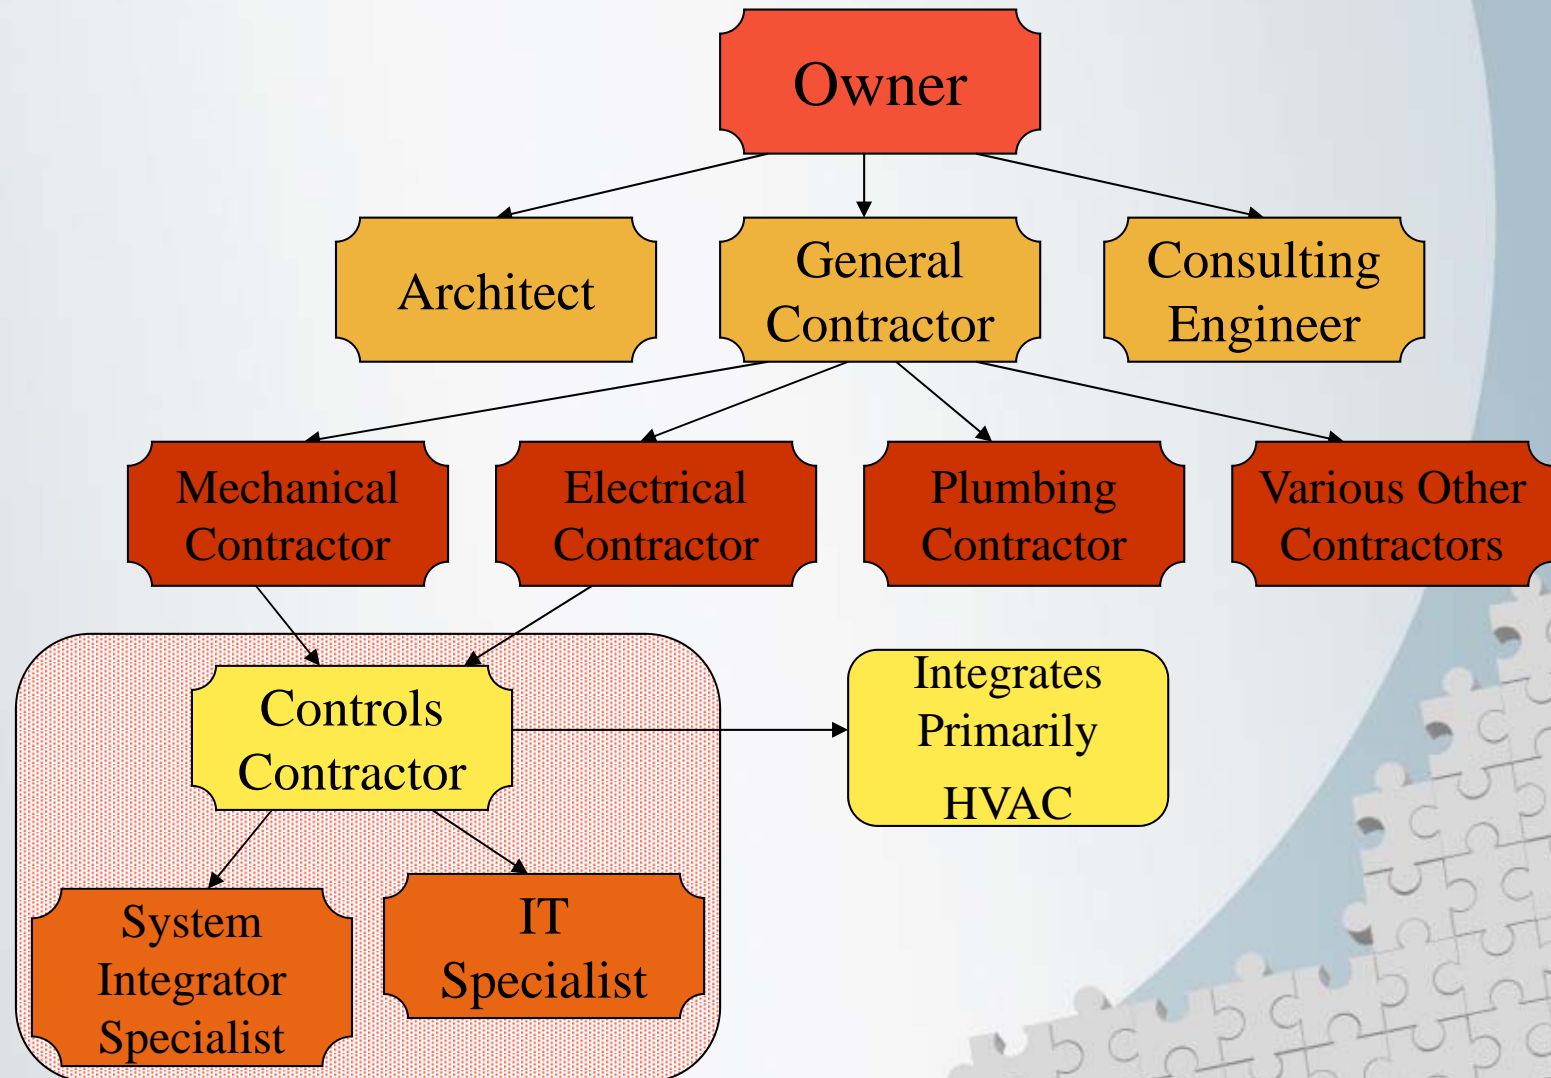 Owner
Architect
General
Contractor
Consulting
Engineer
Mechanical
Contractor
Electrical
Contractor
Plumbing
Contractor
Various Other
Contractors
Controls
Contractor
Integrates
Primarily
HVAC
System
Integrator
Specialist
IT
Specialist